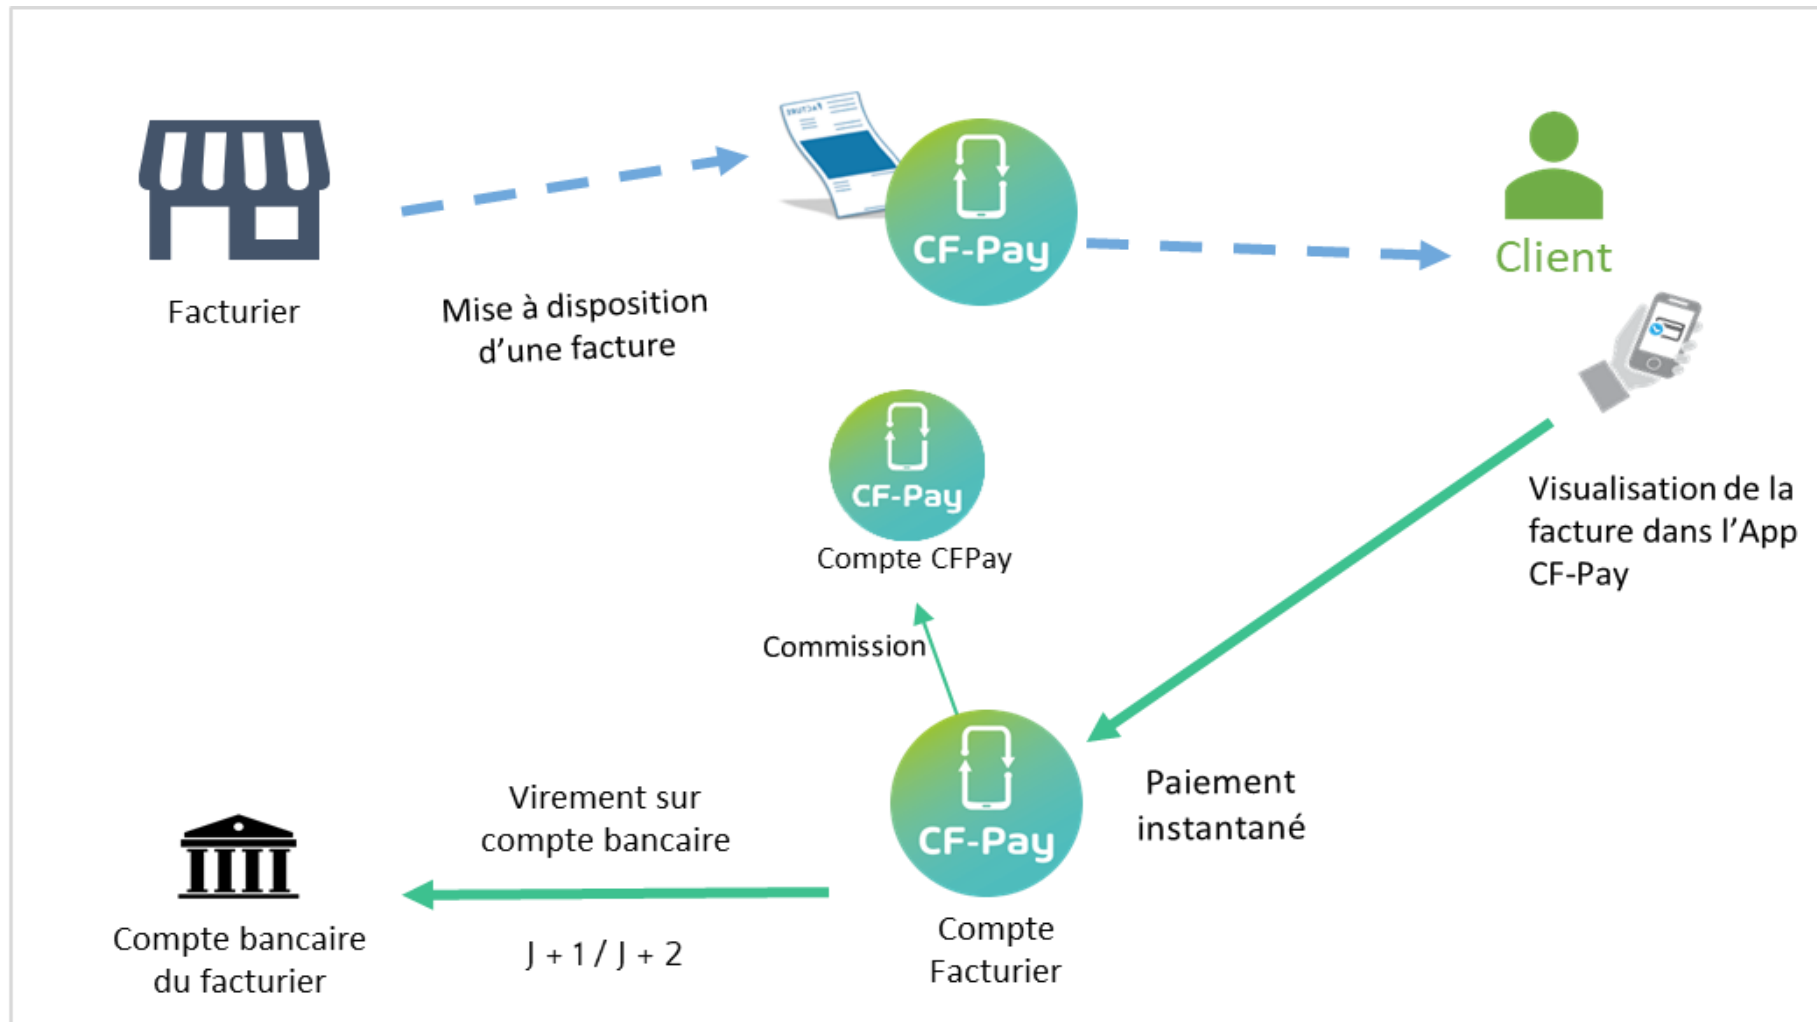 FACTURE
CF-Pay
Client
Facturier
Mise à disposition
d'une facture
CF-Pay
Compte CFPay
Visualisation de la
facture dans l'App
CF-Pay
Commission
Paiement
instantané
CF-Pay
Virement sur
compte bancaire
J + 1 / J + 2
Compte
Facturier
Compte bancaire
du facturier